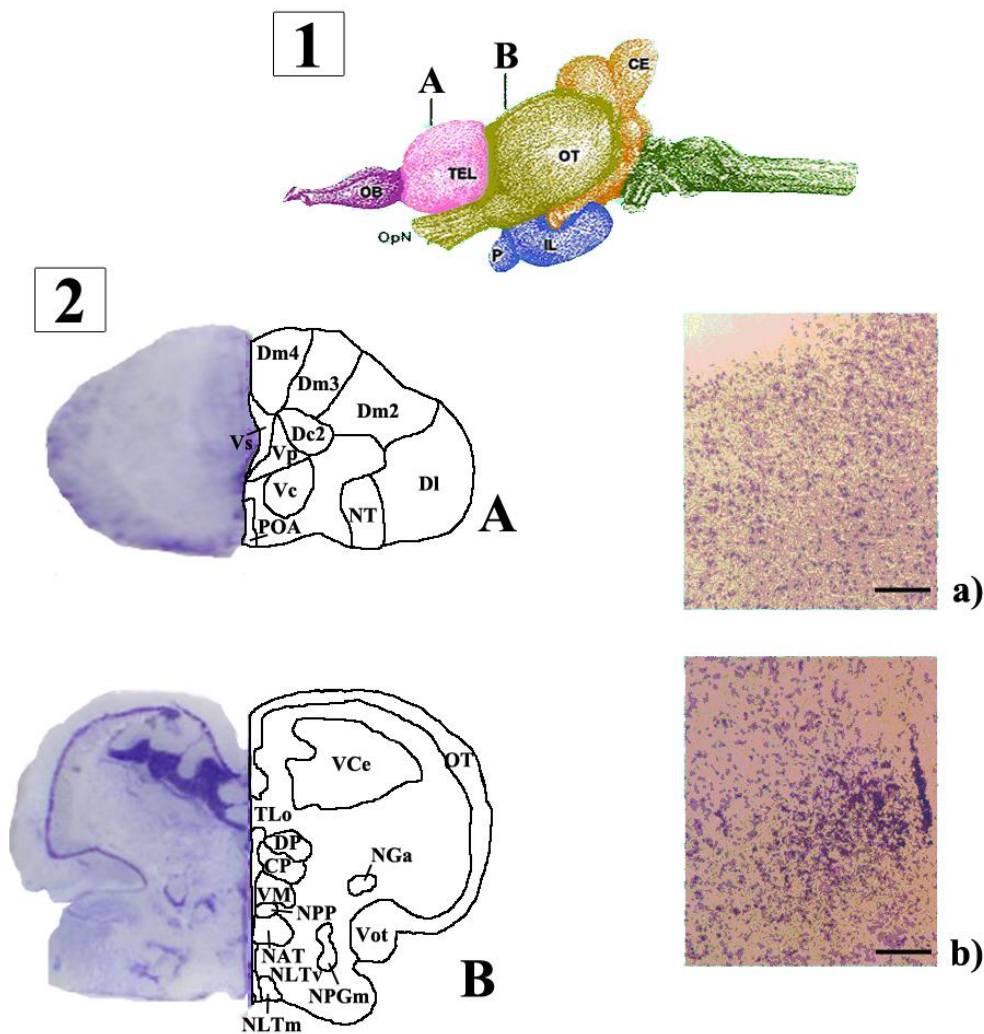 1
A
B
CE
OT
TEL
OB
OpN
P
IL
2
Dm4
Dm3
Dm2
Vs
Dc2
Vp
Vc
Dl
NT
POA
A
a)
OT
VCe
TLo
DP
NGa
CP
VM
NPP
Vot
NAT
NLTv
NPGm
NLTm
B
b)